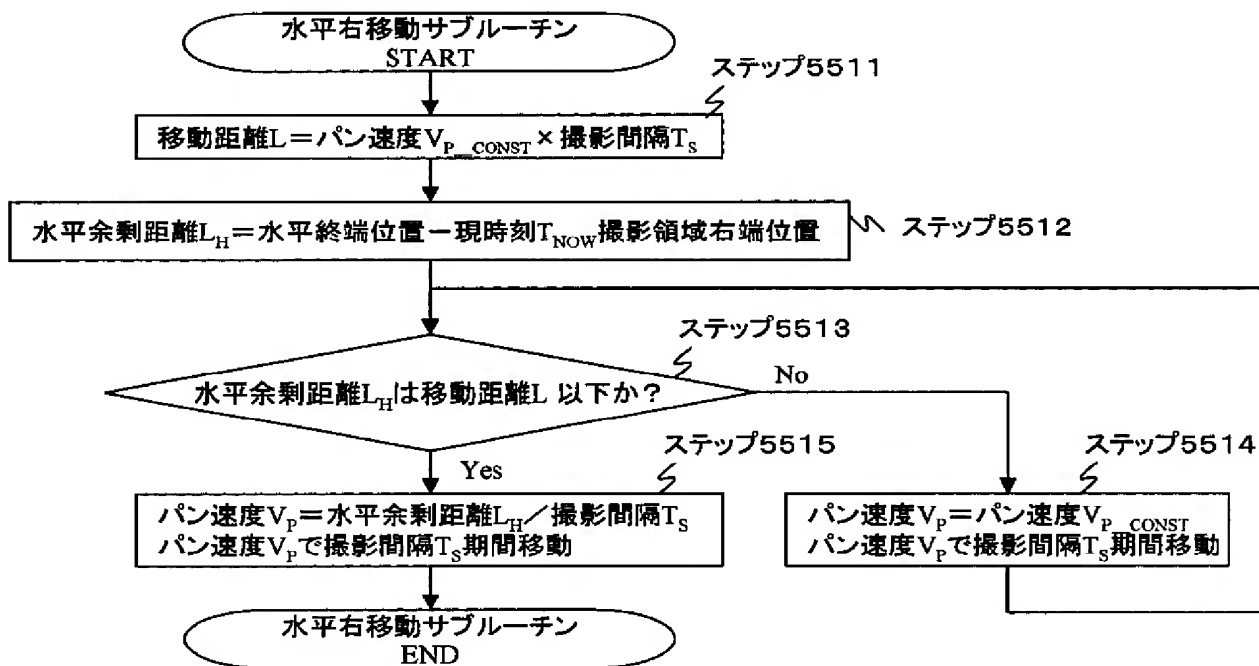 水平右移動サブルーチン
START
ステップ5511
移動距離L＝パン速度VP_CONST×撮影間隔TS
水平余剰距離LH＝水平終端位置－現時刻TNOW撮影領域右端位置
ステップ5512
ステップ5513
水平余剰距離LHは移動距離L 以下か？
No
Yes
ステップ5515
ステップ5514
パン速度VP＝水平余剰距離LH／撮影間隔TS
パン速度VPで撮影間隔TS期間移動
パン速度VP＝パン速度VP_CONST
パン速度VPで撮影間隔TS期間移動
水平右移動サブルーチン
END